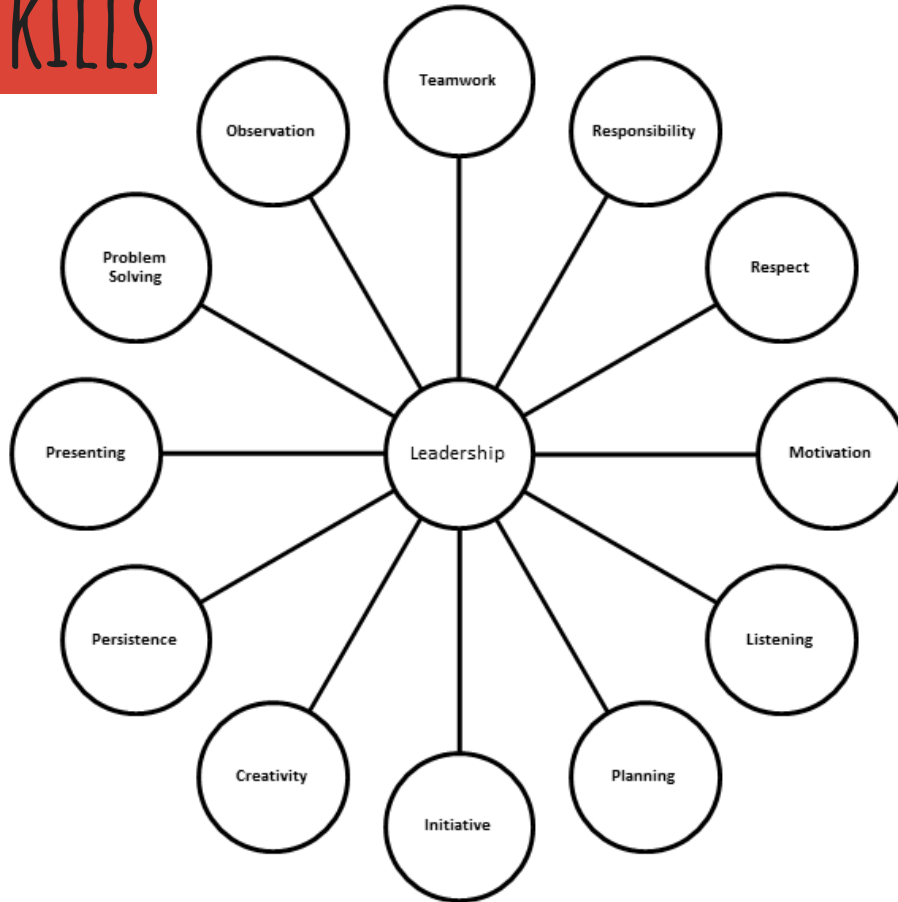 KILLS
Teamwork
Observation
Responsibility
Problem
Solving
Respect
Presenting
Leadership
Motivation
Persistence
Listening
Creativity
Planning
Initiative